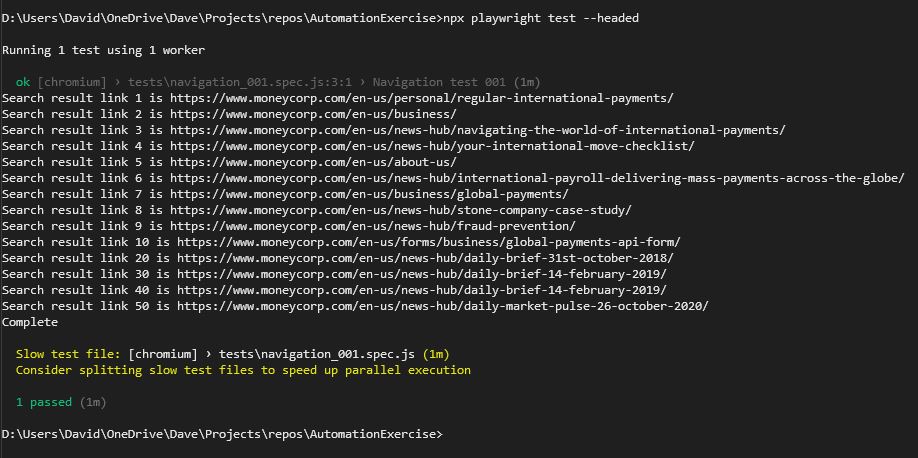 D:\Users\David\OneDrive\Dave\Projects\repos\AutomationExercise>npx playwright test --headed
Running 1 test using 1 worker
ok [chromium] › tests\navigation_001.spec.js:3:1 › Navigation test 001 (1m)
Search result link 1 is https://www.moneycorp.com/en-us/personal/regular-international-payments/
Search result link 2 is https://www.moneycorp.com/en-us/business/
Search result link 3 is https://www.moneycorp.com/en-us/news-hub/navigating-the-world-of-international-payments/
Search result link 4 is https://www.moneycorp.com/en-us/news-hub/your-international-move-checklist/
Search result link 5 is https://www.moneycorp.com/en-us/about-us/
Search result link 6 is https://www.moneycorp.com/en-us/news-hub/international-payroll-delivering-mass-payments-across-the-globe/
Search result link 7 is https://www.moneycorp.com/en-us/business/global-payments/
Search result link 8 is https://www.moneycorp.com/en-us/news-hub/stone-company-case-study/
Search result link 9 is https://www.moneycorp.com/en-us/news-hub/fraud-prevention/
Search result link 10 is https://www.moneycorp.com/en-us/forms/business/global-payments-api-form/
Search result link 20 is https://www.moneycorp.com/en-us/news-hub/daily-brief-31st-october-2018/
Search result link 30 is https://www.moneycorp.com/en-us/news-hub/daily-brief-14-february-2019/
Search result link 40 is https://www.moneycorp.com/en-us/news-hub/daily-brief-14-february-2019/
Search result link 50 is https://www.moneycorp.com/en-us/news-hub/daily-market-pulse-26-october-2020/
Complete
Slow test file: [chromium] › tests\navigation_001.spec.js (1m)
Consider splitting slow test files to speed up parallel execution
1 passed (1m)
D:\Users\David\OneDrive\Dave\Projects\repos\AutomationExercise>